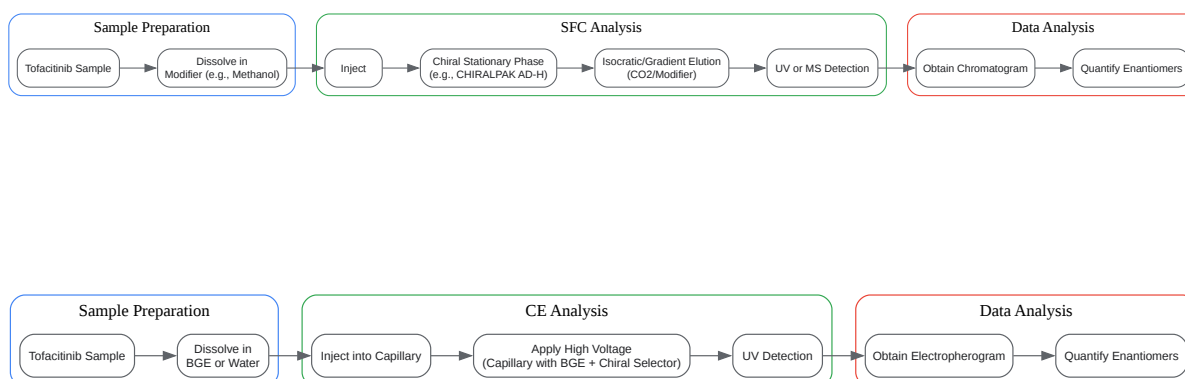 Sample Preparation
SFC Analysis
Data Analysis
Tofacitinib Sample
Dissolve in
Modifier (e.g., Methanol)
Inject
Chiral Stationary Phase
(e.g., CHIRALPAK AD-H)
Isocratic/Gradient Elution
(CO2/Modifier)
UV or MS Detection
Obtain Chromatogram
Quantify Enantiomers
Sample Preparation
CE Analysis
Data Analysis
Tofacitinib Sample
Dissolve in
BGE or Water
Inject into Capillary
Apply High Voltage
(Capillary with BGE + Chiral Selector)
UV Detection
Obtain Electropherogram
Quantify Enantiomers